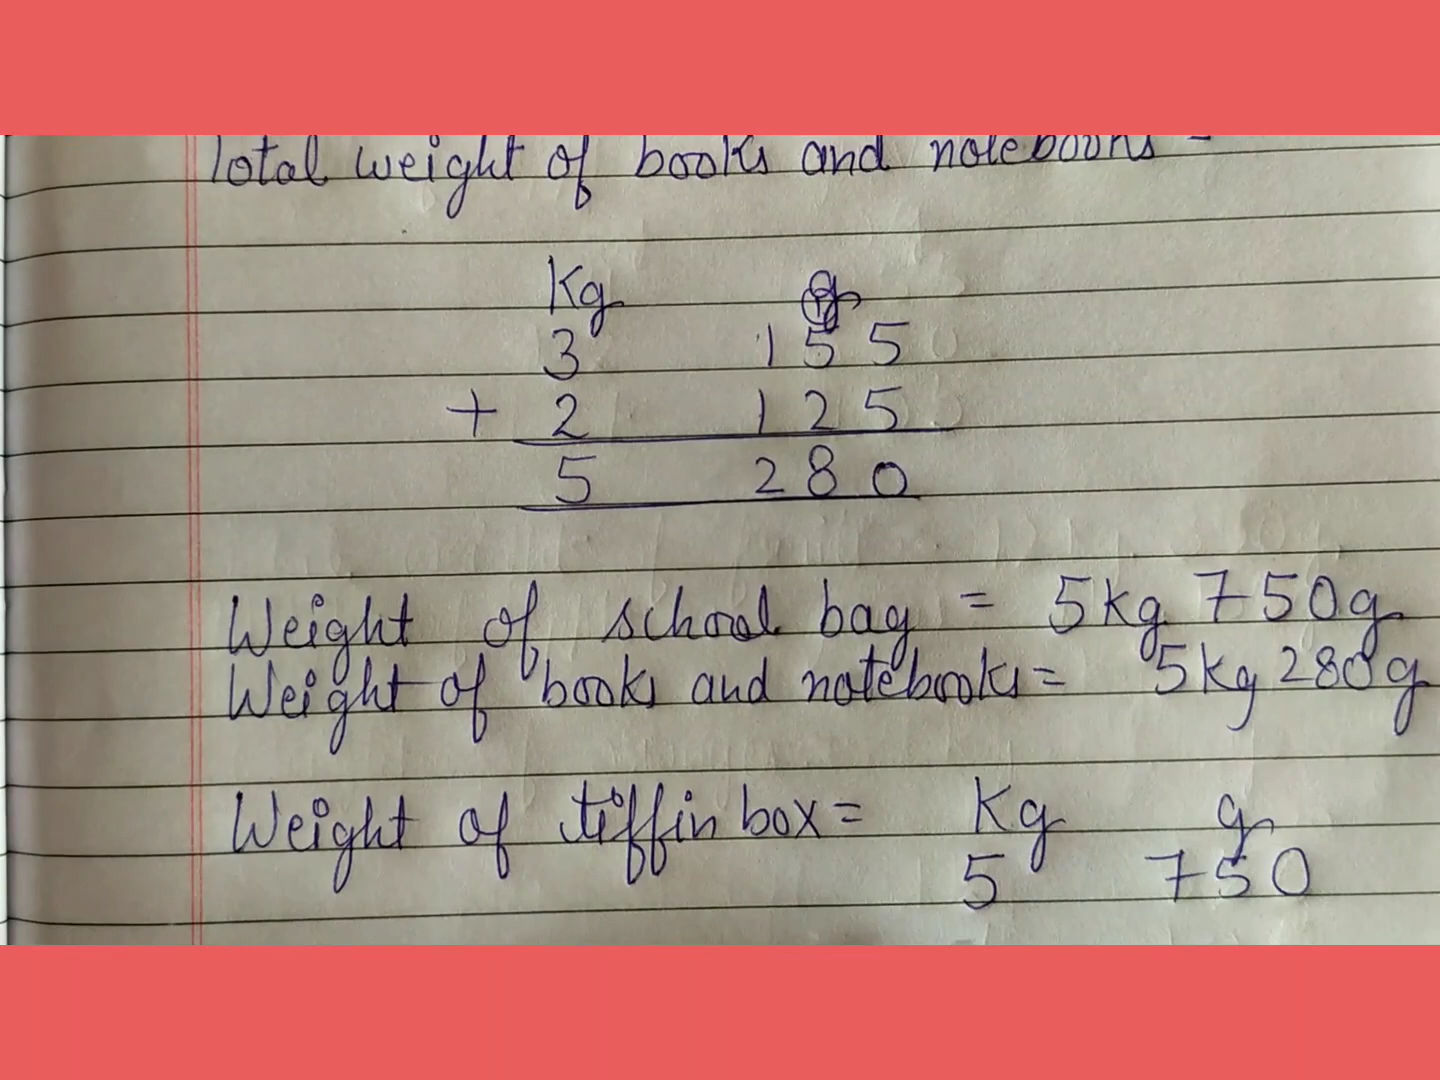 Total weight of books and notebooks -
Kg g
3 155
+ 2 125
5 280
Weight of school bag = 5kg 750g
Weight of books and notebooks = 5kg 280g
Weight of tiffin box = Kg g
5 750